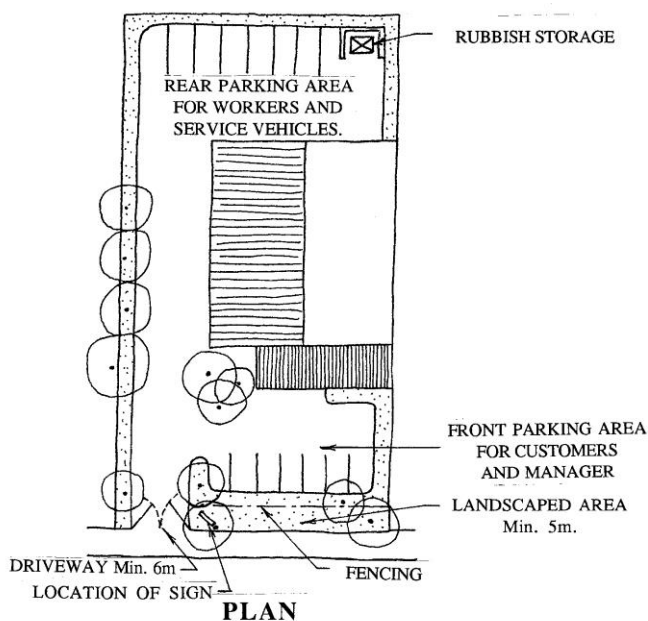 RUBBISH STORAGE
REAR PARKING AREA
FOR WORKERS AND
SERVICE VEHICLES.
FRONT PARKING AREA
FOR CUSTOMERS
AND MANAGER
LANDSCAPED AREA
Min. 5m.
DRIVEWAY Min. 6m
FENCING
LOCATION OF SIGN
PLAN